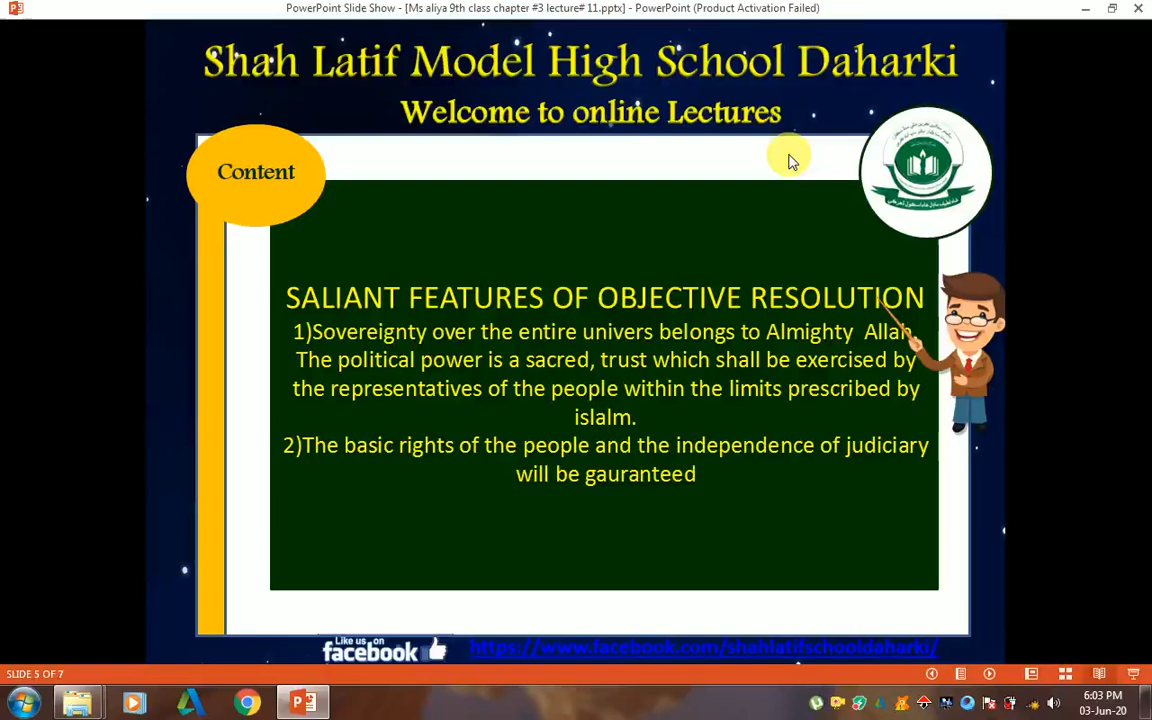 PowerPoint Slide Show - [Ms aliya 9th class chapter #3 lecture# 11.pptx] - PowerPoint (Product Activation Failed)
Shah Latif Model High School Daharki
Welcome to online Lectures
Content
SALIANT FEATURES OF OBJECTIVE RESOLUTION
1)Sovereignty over the entire univers belongs to Almighty Allah
The political power is a sacred, trust which shall be exercised by
the representatives of the people within the limits prescribed by
islalm.
2)The basic rights of the people and the independence of judiciary
will be gauranteed
Like us on
facebook
https://www.facebook.com/shahlatifschooldaharki/
SLIDE 5 OF 7
6:03 PM
03-Jun-20